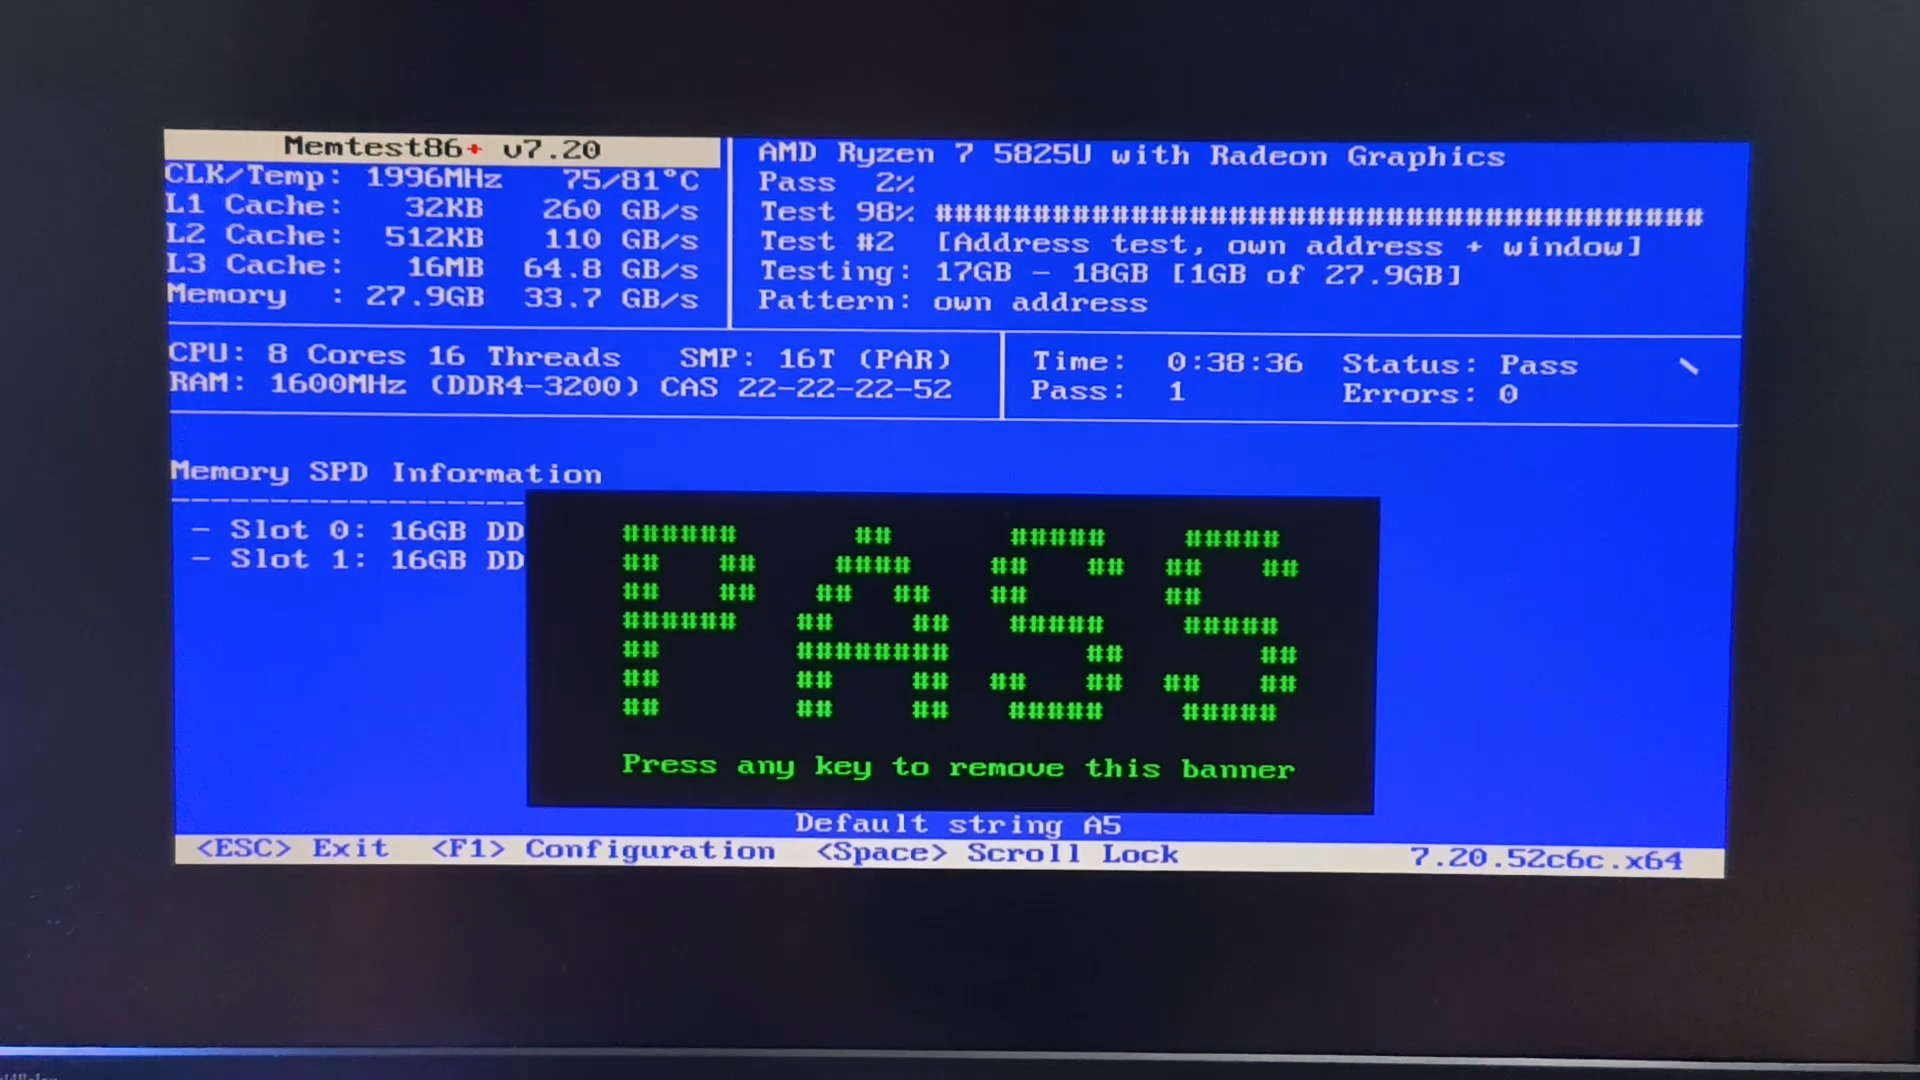 Memtest86+ v7.20
CLK/Temp: 1996MHz 75/81°C
L1 Cache: 32KB 260 GB/s
L2 Cache: 512KB 110 GB/s
L3 Cache: 16MB 64.8 GB/s
Memory : 27.9GB 33.7 GB/s
AMD Ryzen 7 5825U with Radeon Graphics
Pass 2%
Test 98% #######################################
Test #2 [Address test, own address + window]
Testing: 17GB - 18GB [1GB of 27.9GB]
Pattern: own address
CPU: 8 Cores 16 Threads SMP: 16T (PAR)
RAM: 1600MHz (DDR4-3200) CAS 22-22-22-52
Time: 0:38:36 Status: Pass \
Pass: 1 Errors: 0
Memory SPD Information
- Slot 0: 16GB DD
- Slot 1: 16GB DD
PASS
Press any key to remove this banner
Default string A5
<ESC> Exit <F1> Configuration <Space> Scroll Lock 7.20.52c6c.x64